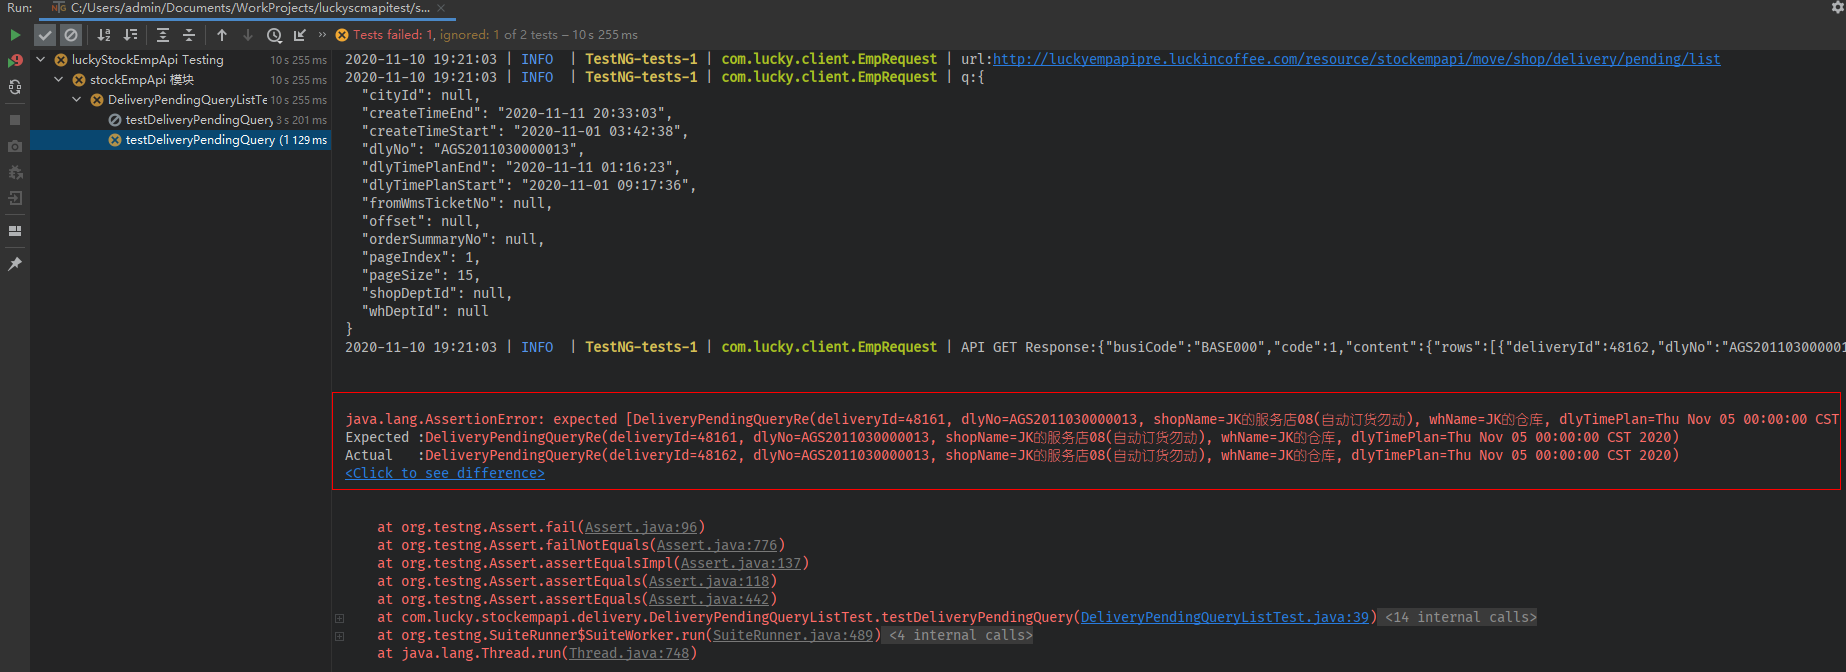 Run: C:/Users/admin/Documents/WorkProjects/luckyscmapitest/s...
Tests failed: 1, ignored: 1 of 2 tests – 10 s 255 ms
luckyStockEmpApi Testing 10 s 255 ms
stockEmpApi 模块 10 s 255 ms
DeliveryPendingQueryListTe 10 s 255 ms
testDeliveryPendingQuery 3 s 201 ms
testDeliveryPendingQuery (1 129 ms
2020-11-10 19:21:03 | INFO | TestNG-tests-1 | com.lucky.client.EmpRequest | url:http://luckyempapipre.luckincoffee.com/resource/stockempapi/move/shop/delivery/pending/list
2020-11-10 19:21:03 | INFO | TestNG-tests-1 | com.lucky.client.EmpRequest | q:{
"cityId": null,
"createTimeEnd": "2020-11-11 20:33:03",
"createTimeStart": "2020-11-01 03:42:38",
"dlyNo": "AGS2011030000013",
"dlyTimePlanEnd": "2020-11-11 01:16:23",
"dlyTimePlanStart": "2020-11-01 09:17:36",
"fromWmsTicketNo": null,
"offset": null,
"orderSummaryNo": null,
"pageIndex": 1,
"pageSize": 15,
"shopDeptId": null,
"whDeptId": null
}
2020-11-10 19:21:03 | INFO | TestNG-tests-1 | com.lucky.client.EmpRequest | API GET Response:{"busiCode":"BASE000","code":1,"content":{"rows":[{"deliveryId":48162,"dlyNo":"AGS201103000001
java.lang.AssertionError: expected [DeliveryPendingQueryRe(deliveryId=48161, dlyNo=AGS2011030000013, shopName=JK的服务店08(自动订货勿动), whName=JK的仓库, dlyTimePlan=Thu Nov 05 00:00:00 CST
Expected :DeliveryPendingQueryRe(deliveryId=48161, dlyNo=AGS2011030000013, shopName=JK的服务店08(自动订货勿动), whName=JK的仓库, dlyTimePlan=Thu Nov 05 00:00:00 CST 2020)
Actual :DeliveryPendingQueryRe(deliveryId=48162, dlyNo=AGS2011030000013, shopName=JK的服务店08(自动订货勿动), whName=JK的仓库, dlyTimePlan=Thu Nov 05 00:00:00 CST 2020)
<Click to see difference>
at org.testng.Assert.fail(Assert.java:96)
at org.testng.Assert.failNotEquals(Assert.java:776)
at org.testng.Assert.assertEqualsImpl(Assert.java:137)
at org.testng.Assert.assertEquals(Assert.java:118)
at org.testng.Assert.assertEquals(Assert.java:442)
at com.lucky.stockempapi.delivery.DeliveryPendingQueryListTest.testDeliveryPendingQuery(DeliveryPendingQueryListTest.java:39) <14 internal calls>
at org.testng.SuiteRunner$SuiteWorker.run(SuiteRunner.java:489) <4 internal calls>
at java.lang.Thread.run(Thread.java:748)